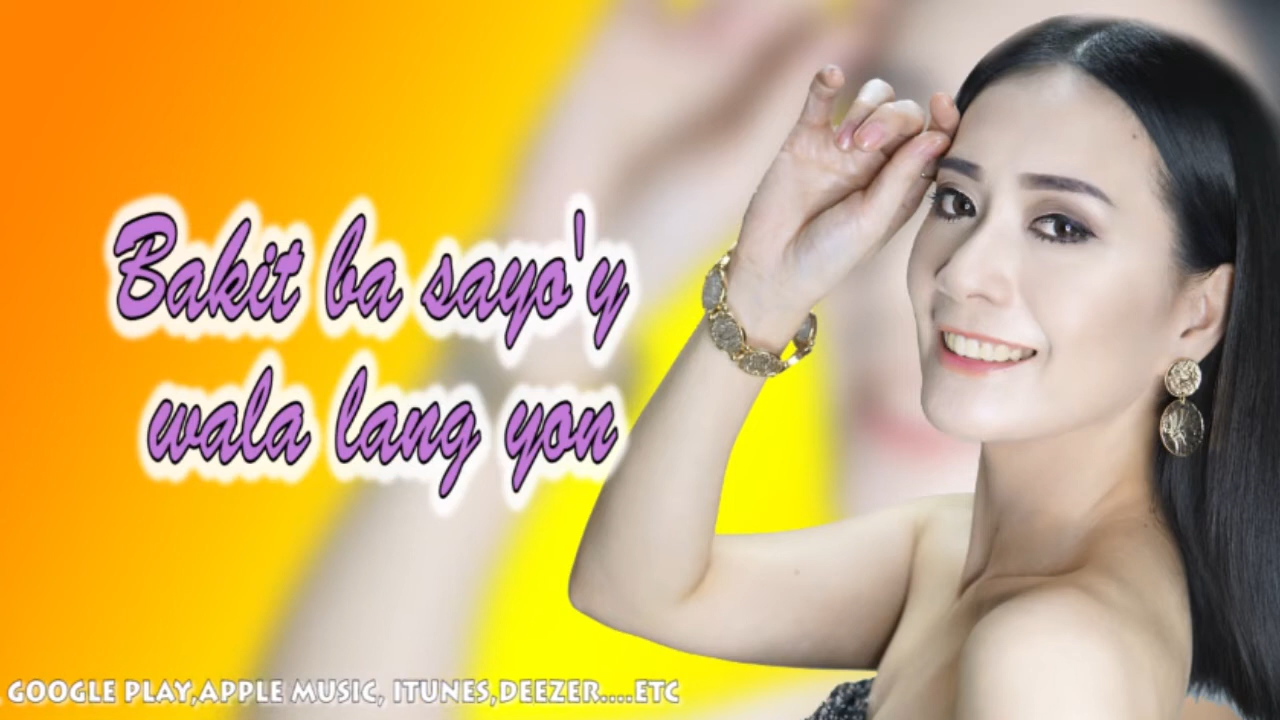 Bakit ba sayo'y
wala lang yon
GOOGLE PLAY,APPLE MUSIC, ITUNES,DEEZER....ETC